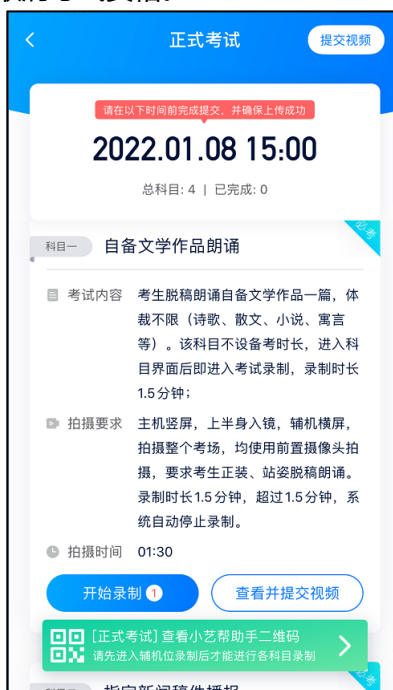 正式考试
提交视频
请在以下时间前完成提交，并确保上传成功
2022.01.08 15:00
总科目: 4 | 已完成: 0
必考
科目一
自备文学作品朗诵
考试内容
考生脱稿朗诵自备文学作品一篇，体
裁不限（诗歌、散文、小说、寓言
等）。该科目不设备考时长，进入科
目界面后即进入考试录制，录制时长
1.5分钟；
拍摄要求
主机竖屏，上半身入镜，辅机横屏，
拍摄整个考场，均使用前置摄像头拍
摄，要求考生正装、站姿脱稿朗诵。
录制时长1.5分钟，超过1.5分钟，系
统自动停止录制。
拍摄时间
01:30
开始录制 1
查看并提交视频
[正式考试] 查看小艺帮助手二维码
请先进入辅机位录制后才能进行各科目录制